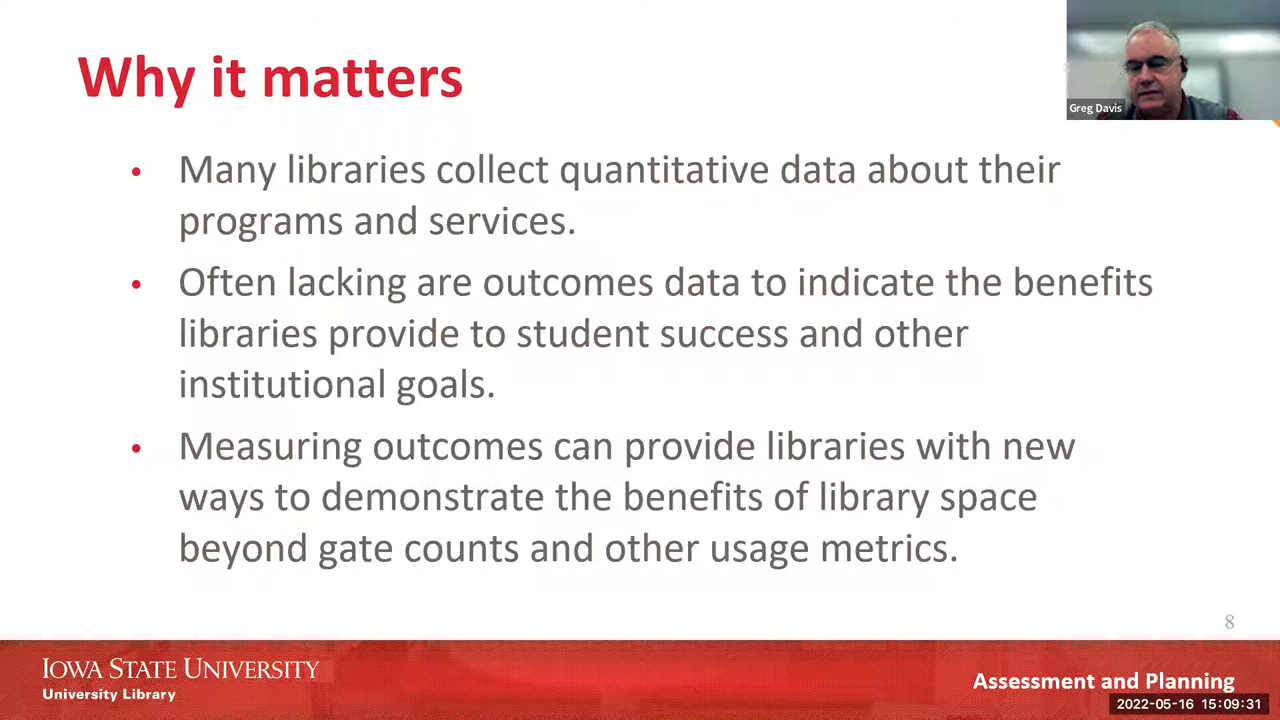 Why it matters
Greg Davis
• Many libraries collect quantitative data about their
programs and services.
• Often lacking are outcomes data to indicate the benefits
libraries provide to student success and other
institutional goals.
• Measuring outcomes can provide libraries with new
ways to demonstrate the benefits of library space
beyond gate counts and other usage metrics.
8
IOWA STATE UNIVERSITY
University Library
Assessment and Planning
2022-05-16 15:09:31